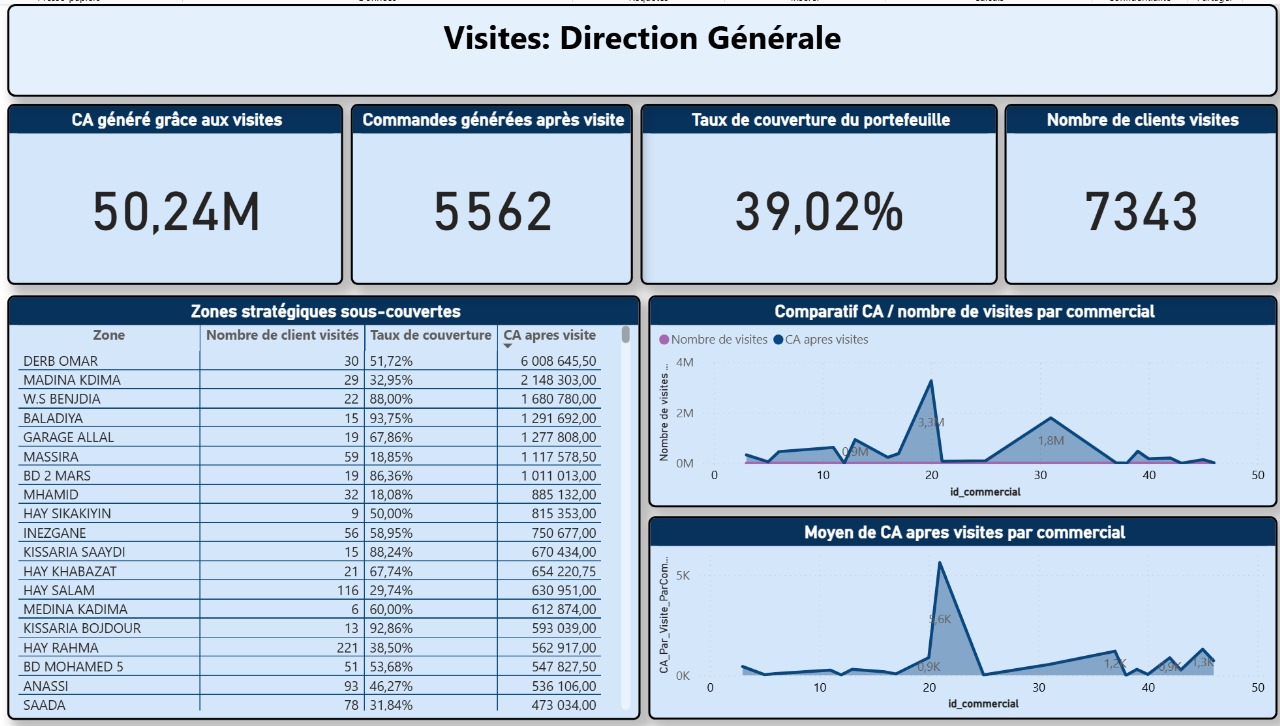 Visites: Direction Générale
CA généré grâce aux visites
50,24M
Commandes générées après visite
5562
Taux de couverture du portefeuille
39,02%
Nombre de clients visites
7343
Zones stratégiques sous-couvertes
Zone Nombre de client visités Taux de couverture CA apres visite
DERB OMAR 30 51,72% 6 008 645,50
MADINA KDIMA 29 32,95% 2 148 303,00
W.S BENJDIA 22 88,00% 1 680 780,00
BALADIYA 15 93,75% 1 291 692,00
GARAGE ALLAL 19 67,86% 1 277 808,00
MASSIRA 59 18,85% 1 117 578,50
BD 2 MARS 19 86,36% 1 011 013,00
MHAMID 32 18,08% 885 132,00
HAY SIKAKIYIN 9 50,00% 815 353,00
INEZGANE 56 58,95% 750 677,00
KISSARIA SAAYDI 15 88,24% 670 434,00
HAY KHABAZAT 21 67,74% 654 220,75
HAY SALAM 116 29,74% 630 951,00
MEDINA KADIMA 6 60,00% 612 874,00
KISSARIA BOJDOUR 13 92,86% 593 039,00
HAY RAHMA 221 38,50% 562 917,00
BD MOHAMED 5 51 53,68% 547 827,50
ANASSI 93 46,27% 536 106,00
SAADA 78 31,84% 473 034,00
Comparatif CA / nombre de visites par commercial
Nombre de visites CA apres visites
Nombre de visites ...
4M
2M
0M
0,9M
3,3M
1,8M
0 10 20 30 40 50
id_commercial
Moyen de CA apres visites par commercial
CA_Par_Visite_ParCom...
5K
0K
0,9K
5,6K
1,2K
0,9K
1,3K
0 10 20 30 40 50
id_commercial